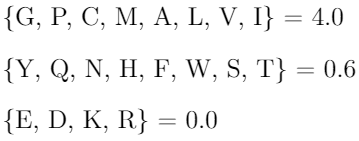 {G, P, C, M, A, L, V, I} = 4.0
{Y, Q, N, H, F, W, S, T} = 0.6
{E, D, K, R} = 0.0